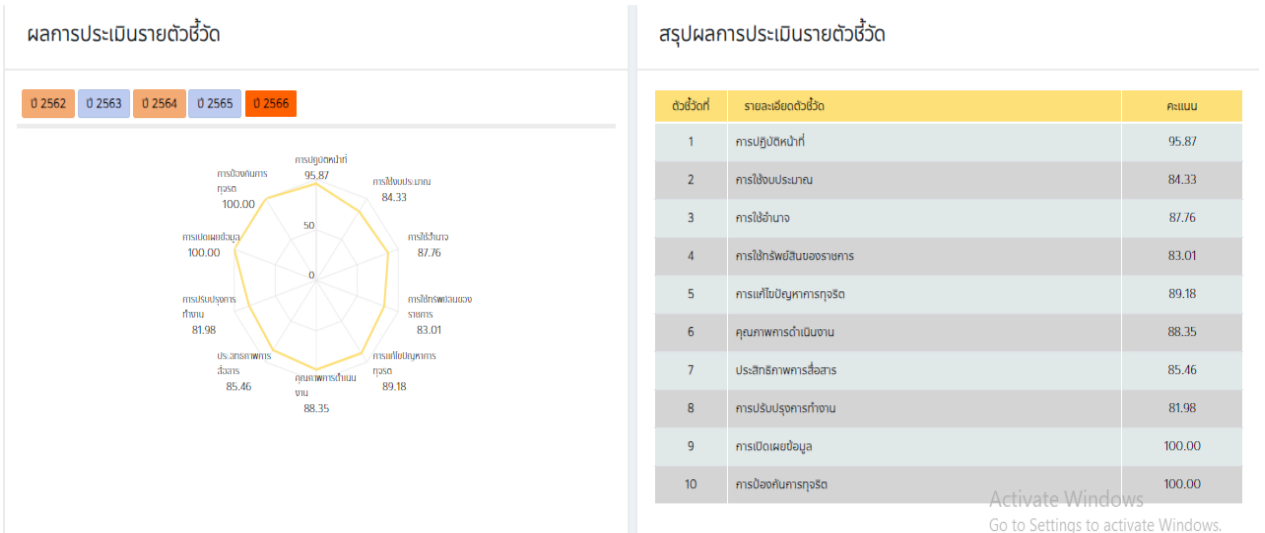 ผลการประเมินรายตัวชี้วัด
ปี 2562 ปี 2563 ปี 2564 ปี 2565 ปี 2566
การปฏิบัติหน้าที่
95.87
การใช้งบประมาณ
84.33
การใช้อำนาจ
87.76
การใช้ทรัพย์สินของ
ราชการ
83.01
การแก้ไขปัญหาการ
ทุจริต
89.18
คุณภาพการดำเนิน
งาน
88.35
ประสิทธิภาพการ
สื่อสาร
85.46
การปรับปรุงการ
ทำงาน
81.98
การเปิดเผยข้อมูล
100.00
การป้องกันการ
ทุจริต
100.00
50
0
สรุปผลการประเมินรายตัวชี้วัด
ตัวชี้วัดที่ รายละเอียดตัวชี้วัด คะแนน
1 การปฏิบัติหน้าที่ 95.87
2 การใช้งบประมาณ 84.33
3 การใช้อำนาจ 87.76
4 การใช้ทรัพย์สินของราชการ 83.01
5 การแก้ไขปัญหาการทุจริต 89.18
6 คุณภาพการดำเนินงาน 88.35
7 ประสิทธิภาพการสื่อสาร 85.46
8 การปรับปรุงการทำงาน 81.98
9 การเปิดเผยข้อมูล 100.00
10 การป้องกันการทุจริต 100.00
Activate Windows
Go to Settings to activate Windows.